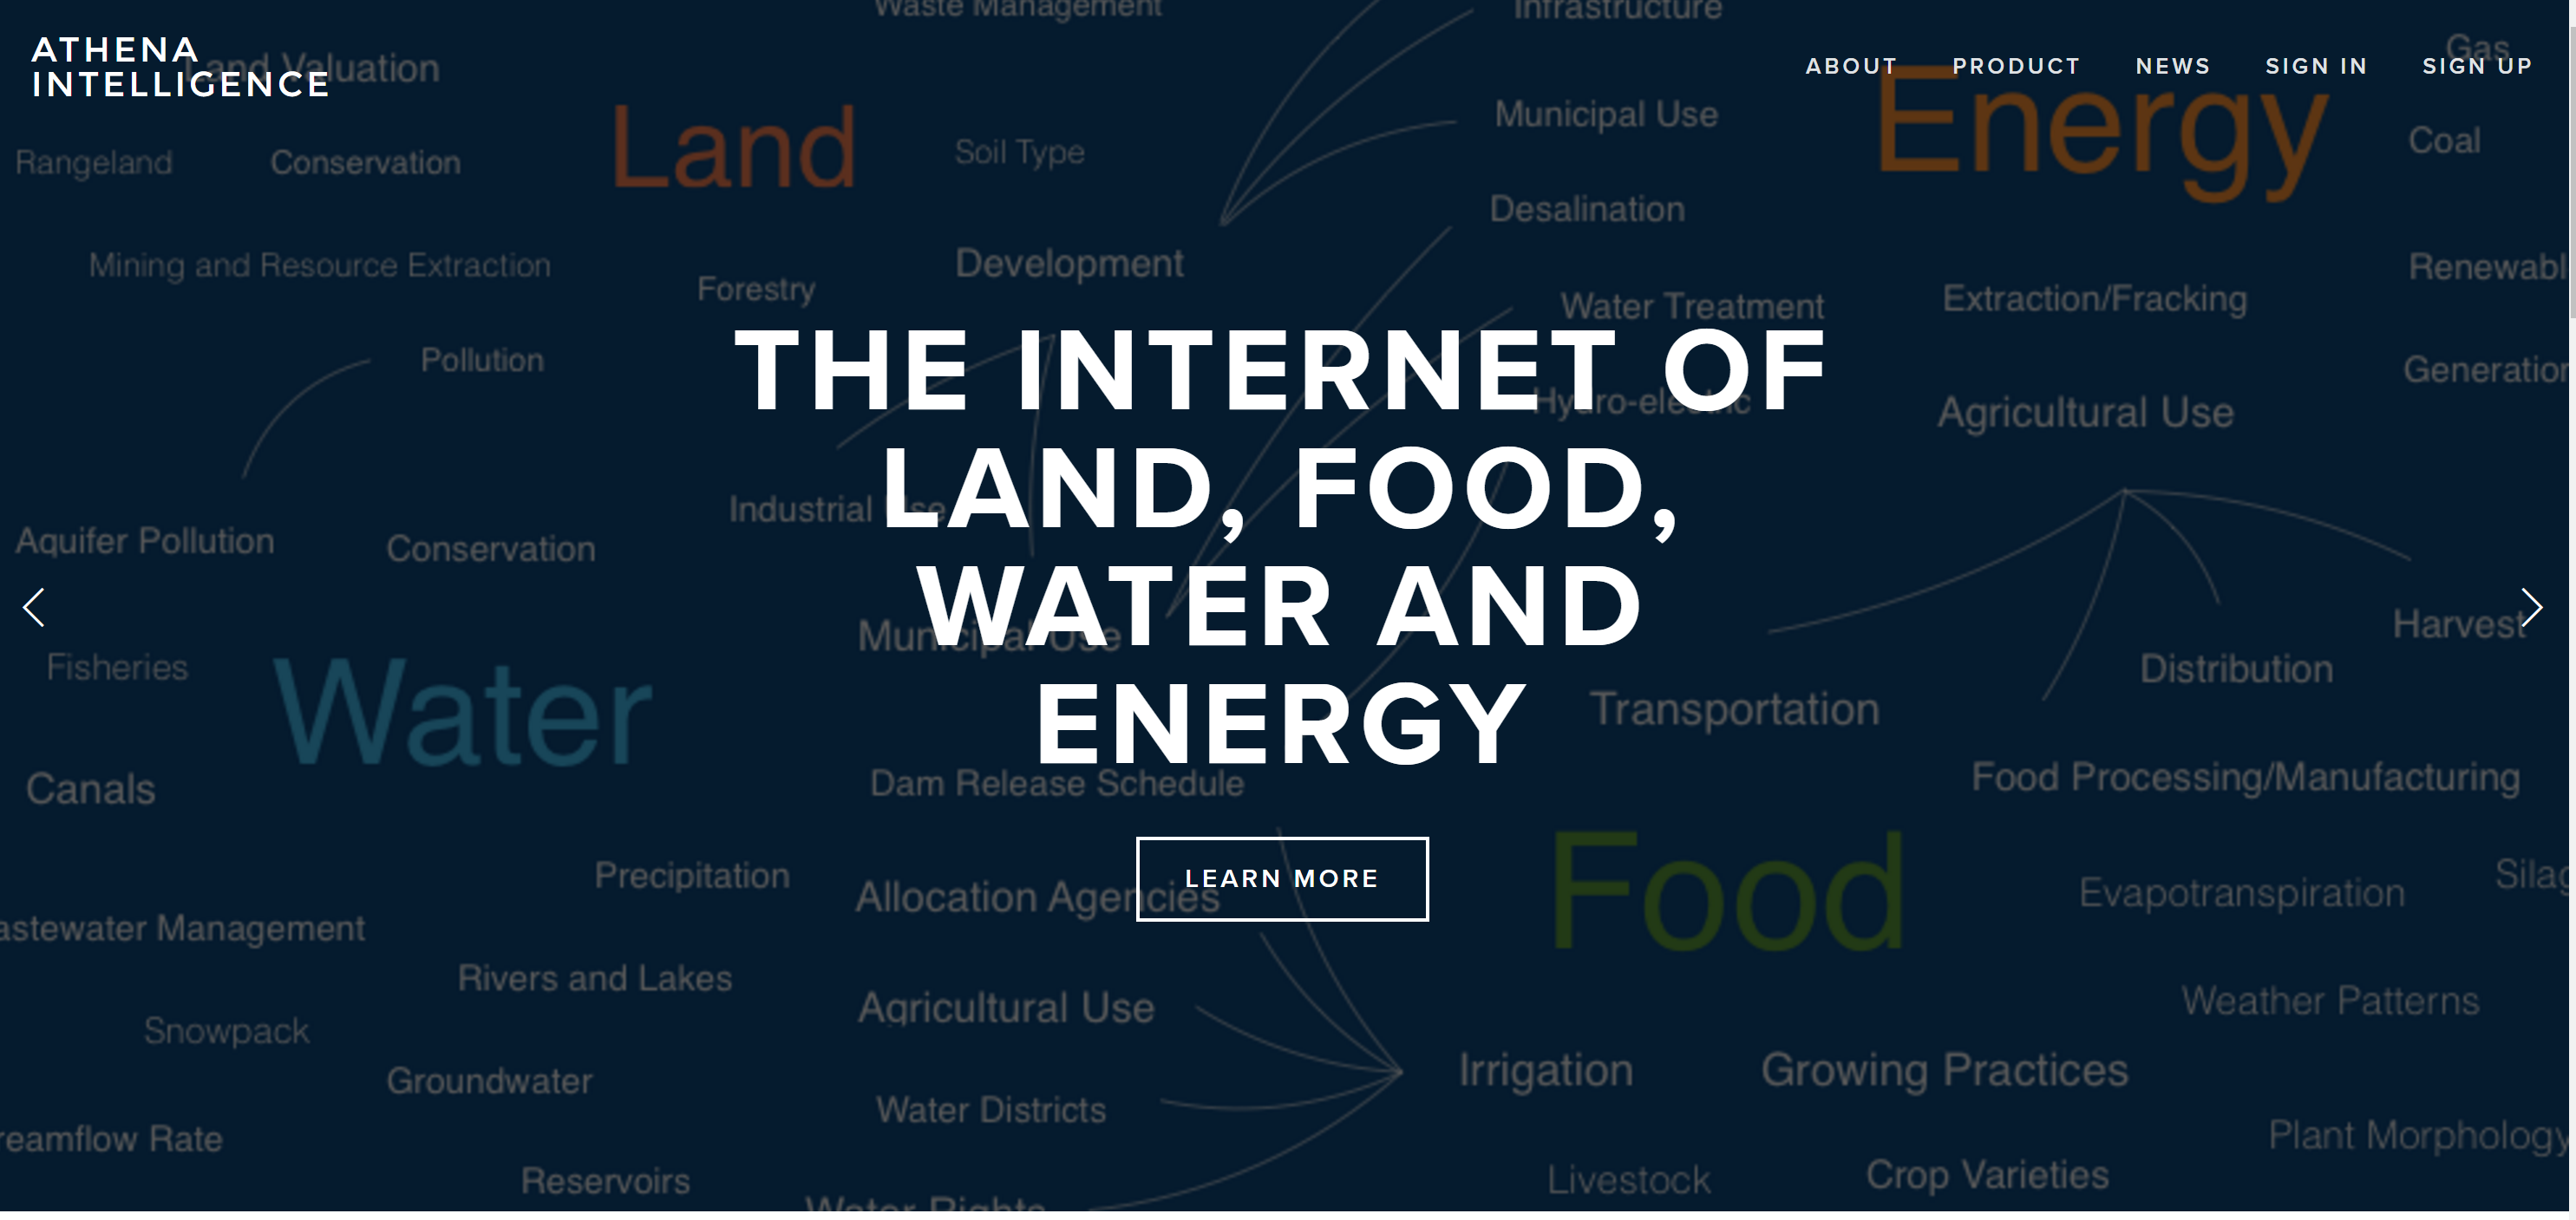 Waste Management
Infrastructure
ATHENA
INTELLIGENCE
Land Valuation
ABOUT PRODUCT NEWS SIGN IN SIGN UP
Gas
Land
Energy
Municipal Use
Coal
Rangeland
Conservation
Soil Type
Desalination
Mining and Resource Extraction
Forestry
Development
Water Treatment
Extraction/Fracking
Renewabl
Pollution
THE INTERNET OF
LAND, FOOD,
WATER AND
ENERGY
Hydro-electric
Agricultural Use
Generation
Industrial Use
Aquifer Pollution
Conservation
Municipal Use
Harvest
Fisheries
Water
Distribution
Transportation
Canals
Dam Release Schedule
Food Processing/Manufacturing
LEARN MORE
Precipitation
Allocation Agencies
Food
Evapotranspiration
Silag
astewater Management
Rivers and Lakes
Agricultural Use
Weather Patterns
Snowpack
Groundwater
Irrigation
Growing Practices
Water Districts
reamflow Rate
Plant Morphology
Reservoirs
Livestock
Crop Varieties
Water Rights